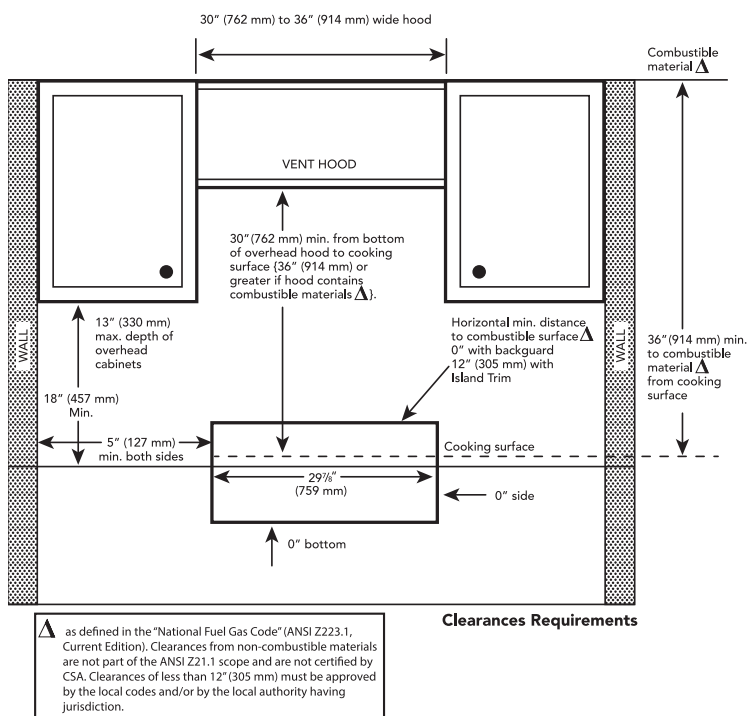 30" (762 mm) to 36" (914 mm) wide hood
Combustible
material Δ
VENT HOOD
30" (762 mm) min. from bottom
of overhead hood to cooking
surface {36" (914 mm) or
greater if hood contains
combustible materials Δ }.
WALL
13" (330 mm)
max. depth of
overhead
cabinets
Horizontal min. distance
to combustible surface Δ
0" with backguard
12" (305 mm) with
Island Trim
WALL
36" (914 mm) min.
to combustible
material Δ
from cooking
surface
18" (457 mm)
Min.
5" (127 mm)
min. both sides
Cooking surface
29⅞"
(759 mm)
0" side
0" bottom
Clearances Requirements
Δ as defined in the "National Fuel Gas Code" (ANSI Z223.1,
Current Edition). Clearances from non-combustible materials
are not part of the ANSI Z21.1 scope and are not certified by
CSA. Clearances of less than 12" (305 mm) must be approved
by the local codes and/or by the local authority having
jurisdiction.